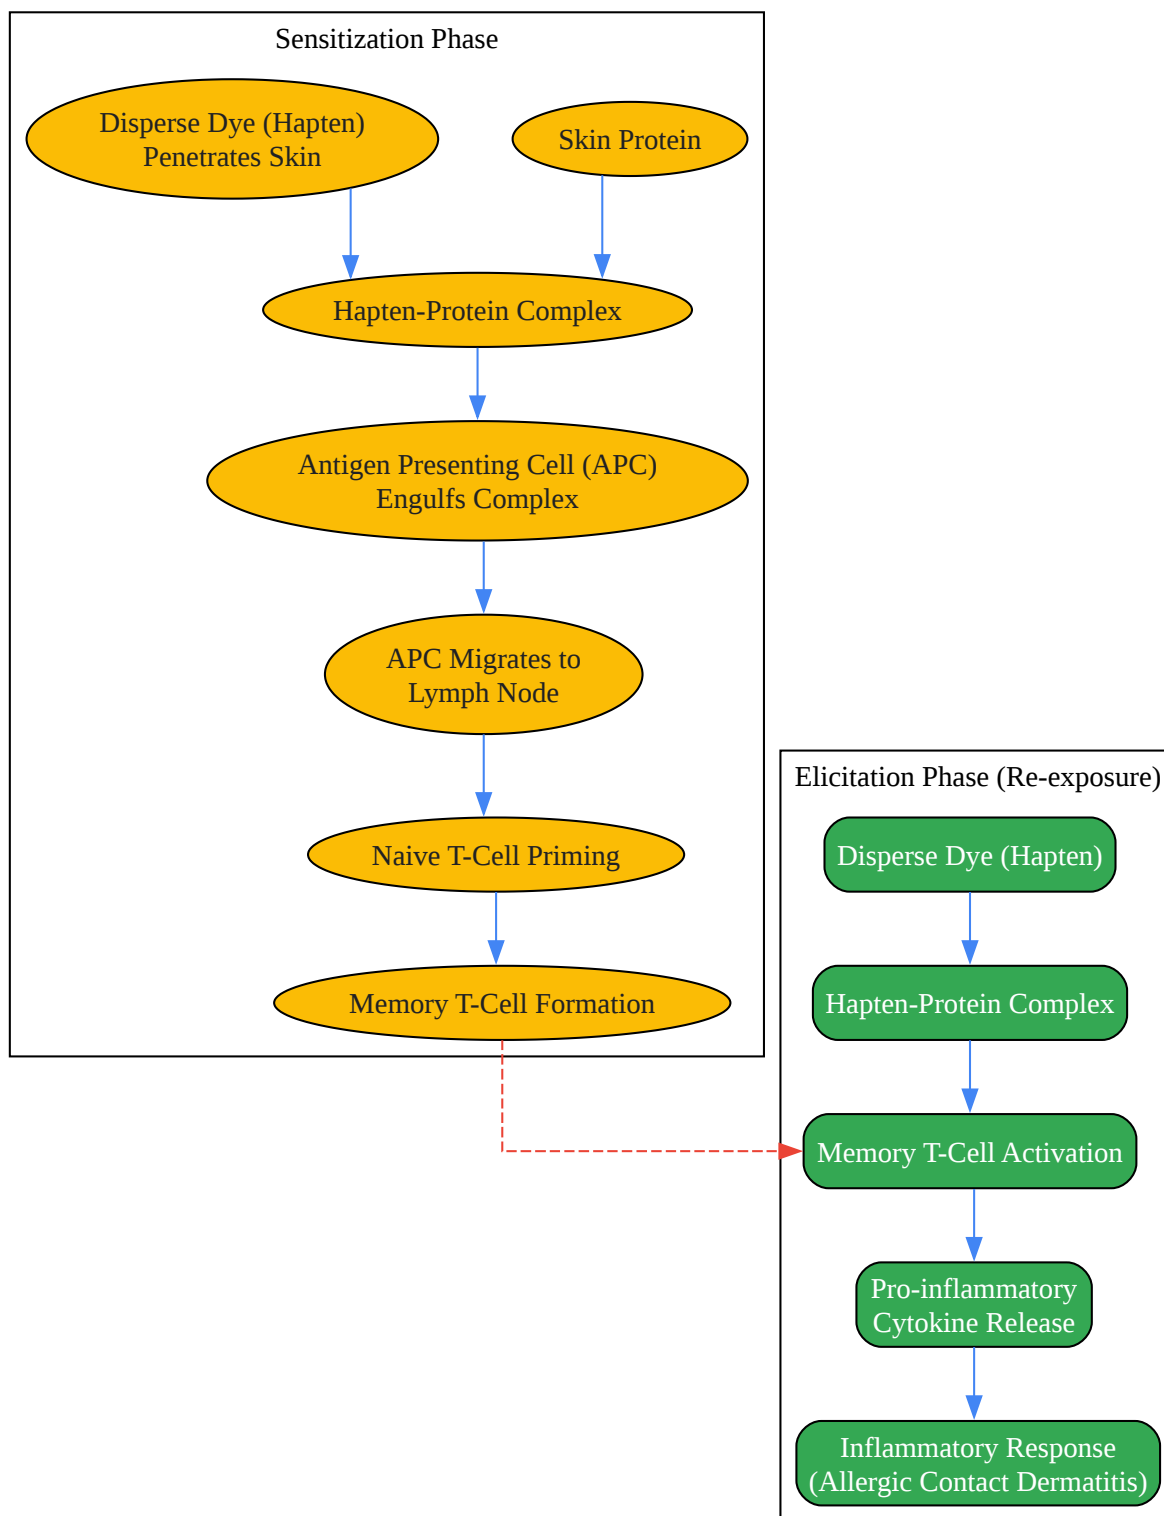 Sensitization Phase
Disperse Dye (Hapten)
Penetrates Skin
Skin Protein
Hapten-Protein Complex
Antigen Presenting Cell (APC)
Engulfs Complex
APC Migrates to
Lymph Node
Naive T-Cell Priming
Memory T-Cell Formation
Elicitation Phase (Re-exposure)
Disperse Dye (Hapten)
Hapten-Protein Complex
Memory T-Cell Activation
Pro-inflammatory
Cytokine Release
Inflammatory Response
(Allergic Contact Dermatitis)